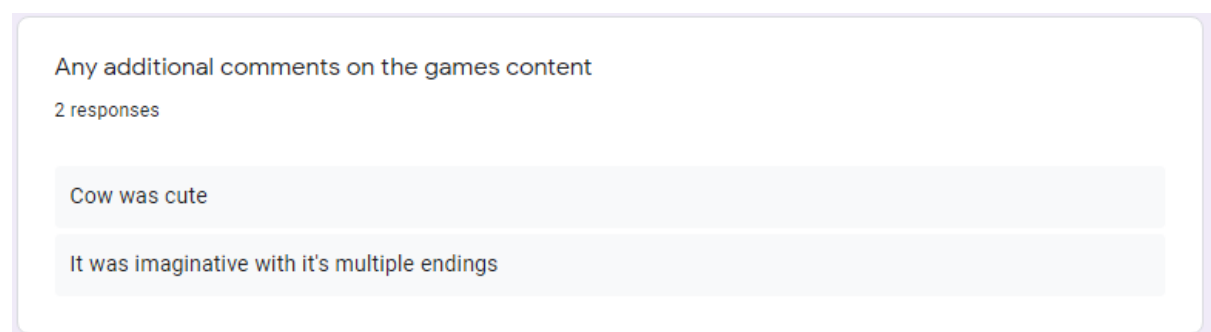 Any additional comments on the games content
2 responses
Cow was cute
It was imaginative with it's multiple endings